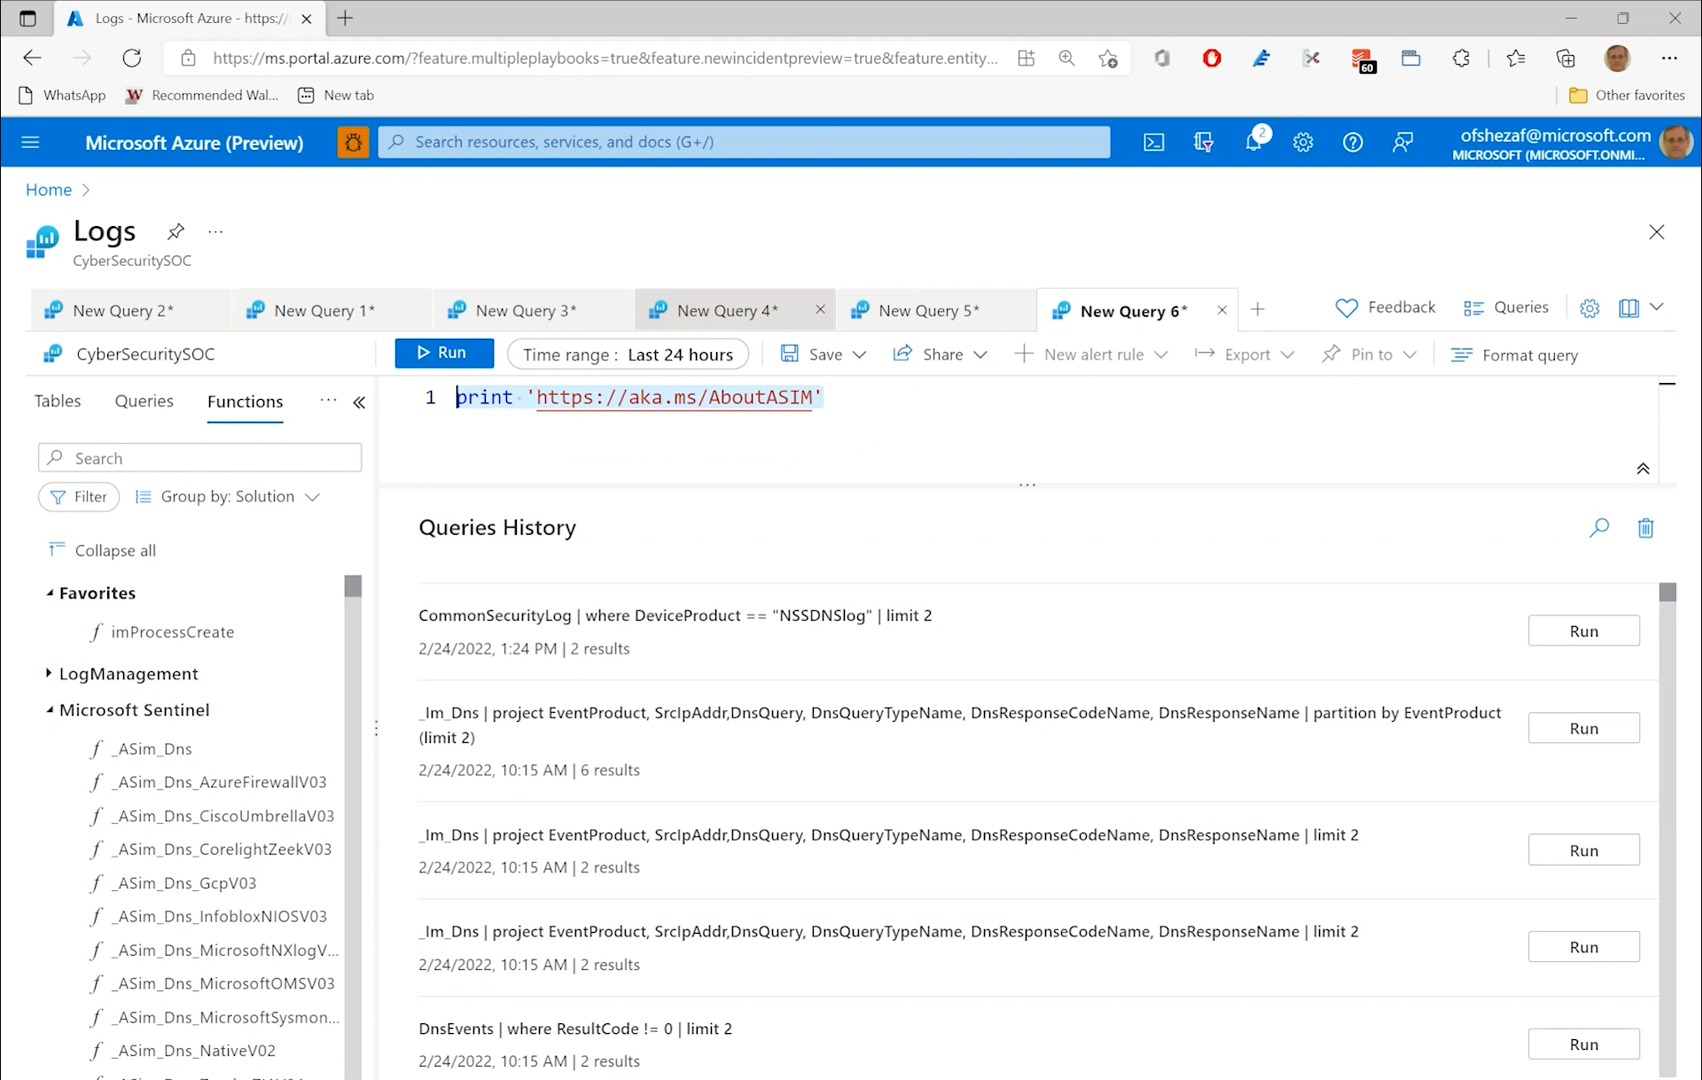 Logs - Microsoft Azure - https://
https://ms.portal.azure.com/?feature.multipleplaybooks=true&feature.newincidentpreview=true&feature.entity...
60
WhatsApp
W Recommended Wal...
New tab
Other favorites
Microsoft Azure (Preview)
Search resources, services, and docs (G+/)
2
ofshezaf@microsoft.com
MICROSOFT (MICROSOFT.ONMI...
Home
Logs
CyberSecuritySOC
New Query 2*
New Query 1*
New Query 3*
New Query 4*
New Query 5*
New Query 6*
Feedback
Queries
CyberSecuritySOC
Run
Time range : Last 24 hours
Save
Share
New alert rule
Export
Pin to
Format query
Tables
Queries
Functions
1 print 'https://aka.ms/AboutASIM'
Search
Filter
Group by: Solution
Collapse all
Favorites
f imProcessCreate
LogManagement
Microsoft Sentinel
f _ASim_Dns
f _ASim_Dns_AzureFirewallV03
f _ASim_Dns_CiscoUmbrellaV03
f _ASim_Dns_CorelightZeekV03
f _ASim_Dns_GcpV03
f _ASim_Dns_InfobloxNIOSV03
f _ASim_Dns_MicrosoftNXlogV...
f _ASim_Dns_MicrosoftOMSV03
f _ASim_Dns_MicrosoftSysmon...
f _ASim_Dns_NativeV02
Queries History
CommonSecurityLog | where DeviceProduct == "NSSDNSlog" | limit 2
2/24/2022, 1:24 PM | 2 results
Run
_Im_Dns | project EventProduct, SrcIpAddr,DnsQuery, DnsQueryTypeName, DnsResponseCodeName, DnsResponseName | partition by EventProduct
(limit 2)
2/24/2022, 10:15 AM | 6 results
Run
_Im_Dns | project EventProduct, SrcIpAddr,DnsQuery, DnsQueryTypeName, DnsResponseCodeName, DnsResponseName | limit 2
2/24/2022, 10:15 AM | 2 results
Run
_Im_Dns | project EventProduct, SrcIpAddr,DnsQuery, DnsQueryTypeName, DnsResponseCodeName, DnsResponseName | limit 2
2/24/2022, 10:15 AM | 2 results
Run
DnsEvents | where ResultCode != 0 | limit 2
2/24/2022, 10:15 AM | 2 results
Run